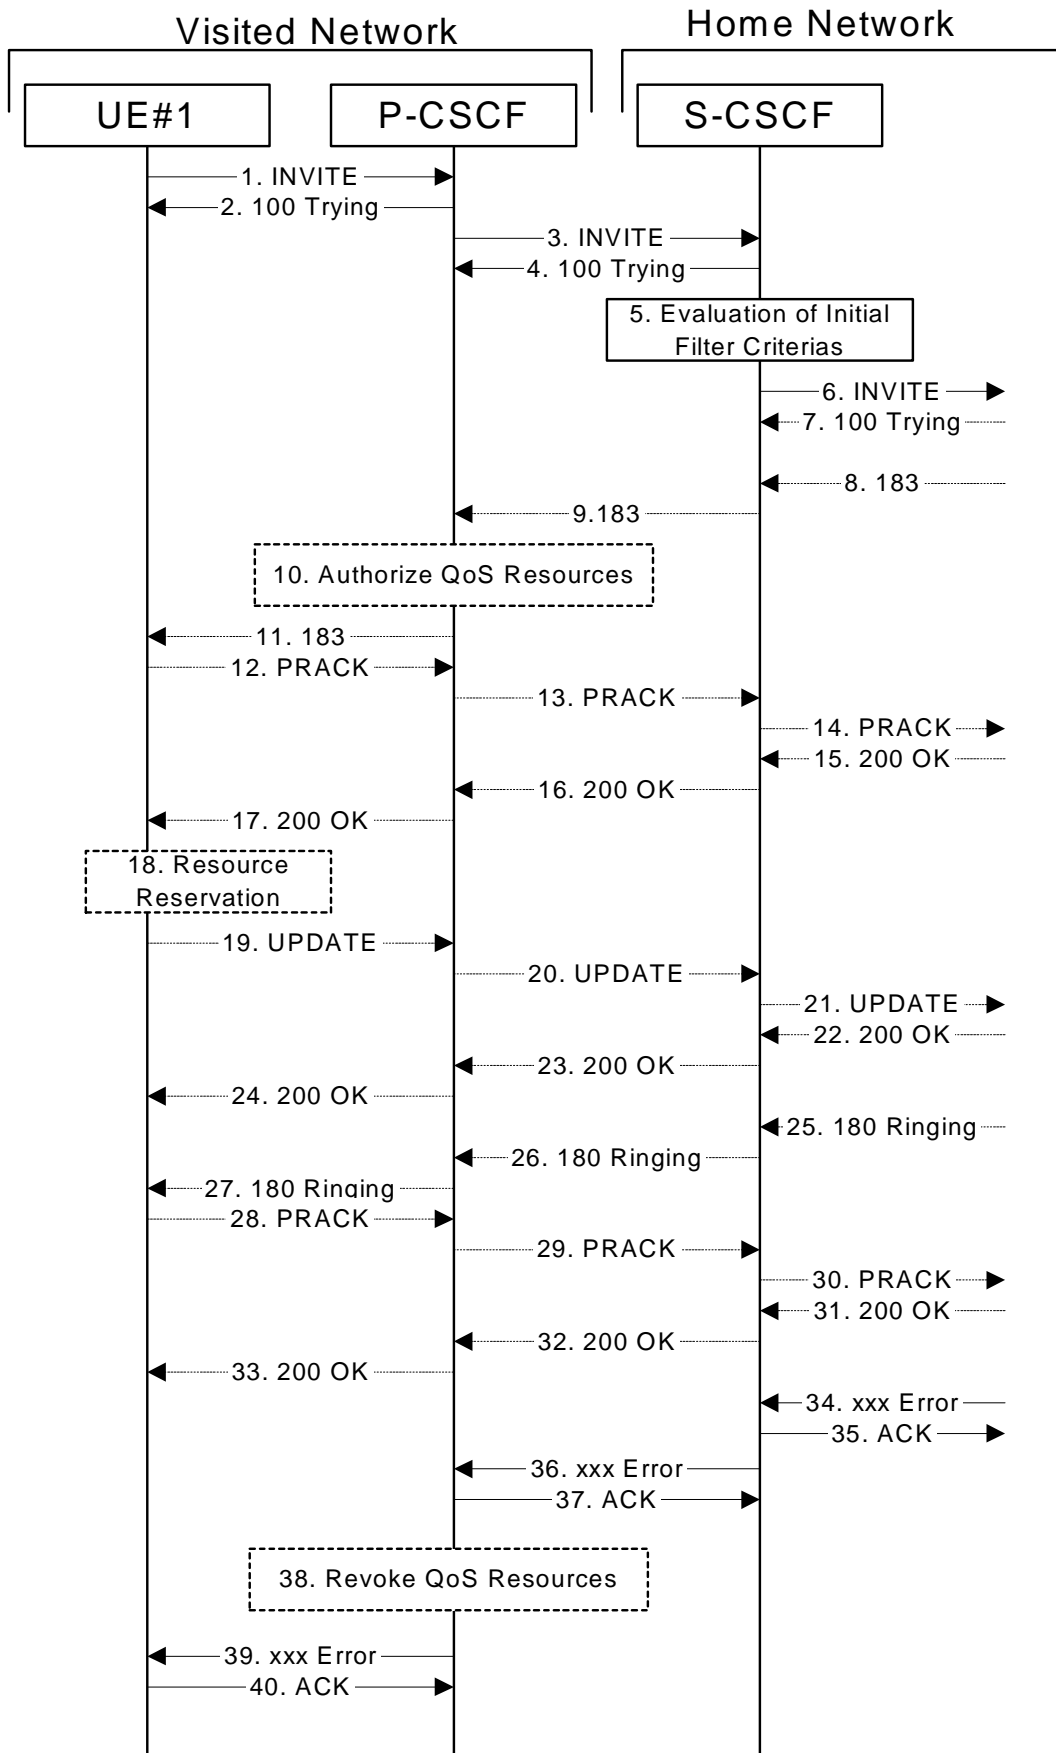 Visited Network
Home Network
UE#1
P-CSCF
S-CSCF
1. INVITE
2. 100 Trying
3. INVITE
4. 100 Trying
5. Evaluation of Initial
Filter Criterias
6. INVITE
7. 100 Trying
8. 183
9.183
10. Authorize QoS Resources
11. 183
12. PRACK
13. PRACK
14. PRACK
15. 200 OK
16. 200 OK
17. 200 OK
18. Resource
Reservation
19. UPDATE
20. UPDATE
21. UPDATE
22. 200 OK
23. 200 OK
24. 200 OK
25. 180 Ringing
26. 180 Ringing
27. 180 Ringing
28. PRACK
29. PRACK
30. PRACK
31. 200 OK
32. 200 OK
33. 200 OK
34. xxx Error
35. ACK
36. xxx Error
37. ACK
38. Revoke QoS Resources
39. xxx Error
40. ACK